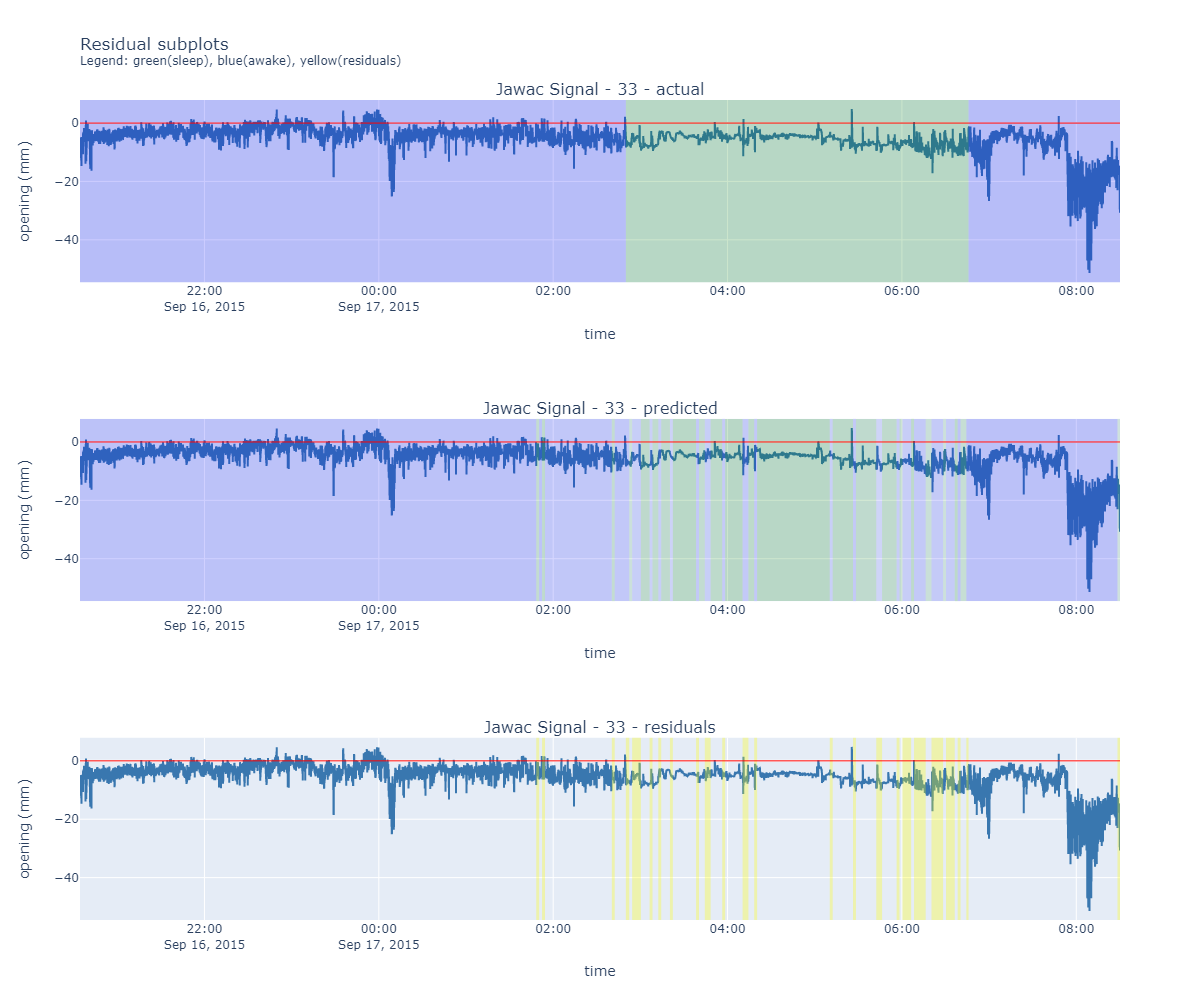 Residual subplots
Legend: green(sleep), blue(awake), yellow(residuals)
Jawac Signal - 33 - actual
opening (mm)
0
−20
−40
22:00
Sep 16, 2015
00:00
Sep 17, 2015
02:00
04:00
06:00
08:00
time
Jawac Signal - 33 - predicted
opening (mm)
0
−20
−40
22:00
Sep 16, 2015
00:00
Sep 17, 2015
02:00
04:00
06:00
08:00
time
Jawac Signal - 33 - residuals
opening (mm)
0
−20
−40
22:00
Sep 16, 2015
00:00
Sep 17, 2015
02:00
04:00
06:00
08:00
time